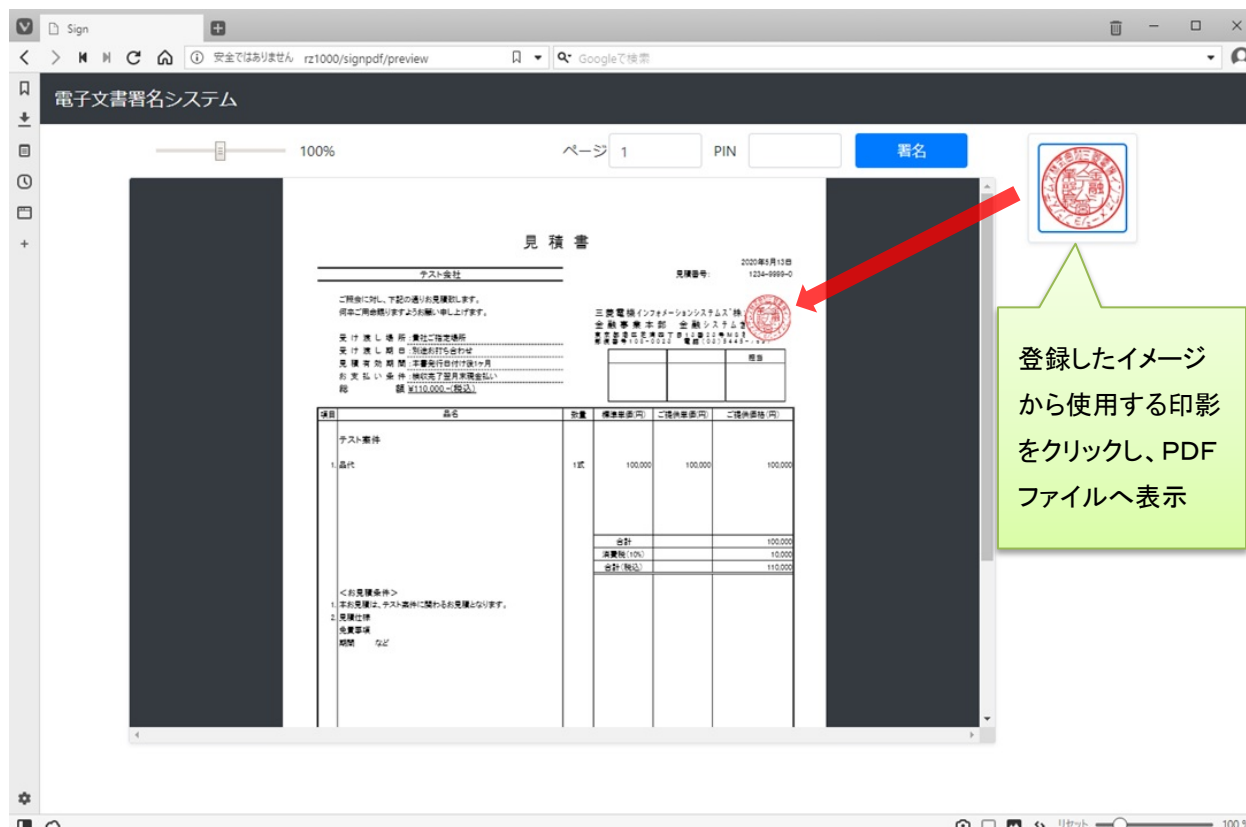 Sign
安全ではありません rz1000/signpdf/preview
Googleで検索
電子文書署名システム
100%
ページ 1
PIN
署名
見 積 書
2020年5月13日
テスト会社
見積番号: 1234-9999-0
ご照会に対し、下記の通りお見積致します。
何卒ご用命賜りますようお願い申し上げます。
三菱電機インフォメーションシステムズ 株
金融事業本部 金融システム
受け渡し場所:貴社ご指定場所
受け渡し期日:別途お打ち合わせ
見積有効期間:本書発行日付け後1ヶ月
お支払い条件:検収完了翌月末現金払い
総 額 ¥110,000.-(税込)
担当
項目 品名 数量 標準単価(円) ご提供単価(円) ご提供価格(円)
テスト案件
1. 品代 1式 100,000 100,000 100,000
合計 100,000
消費税(10%) 10,000
合計(税込) 110,000
<お見積条件>
1. 本お見積は、テスト案件に関わるお見積となります。
2. 見積仕様
免責事項
期間 など
登録したイメージ
から使用する印影
をクリックし、PDF
ファイルへ表示
リセット
100 %